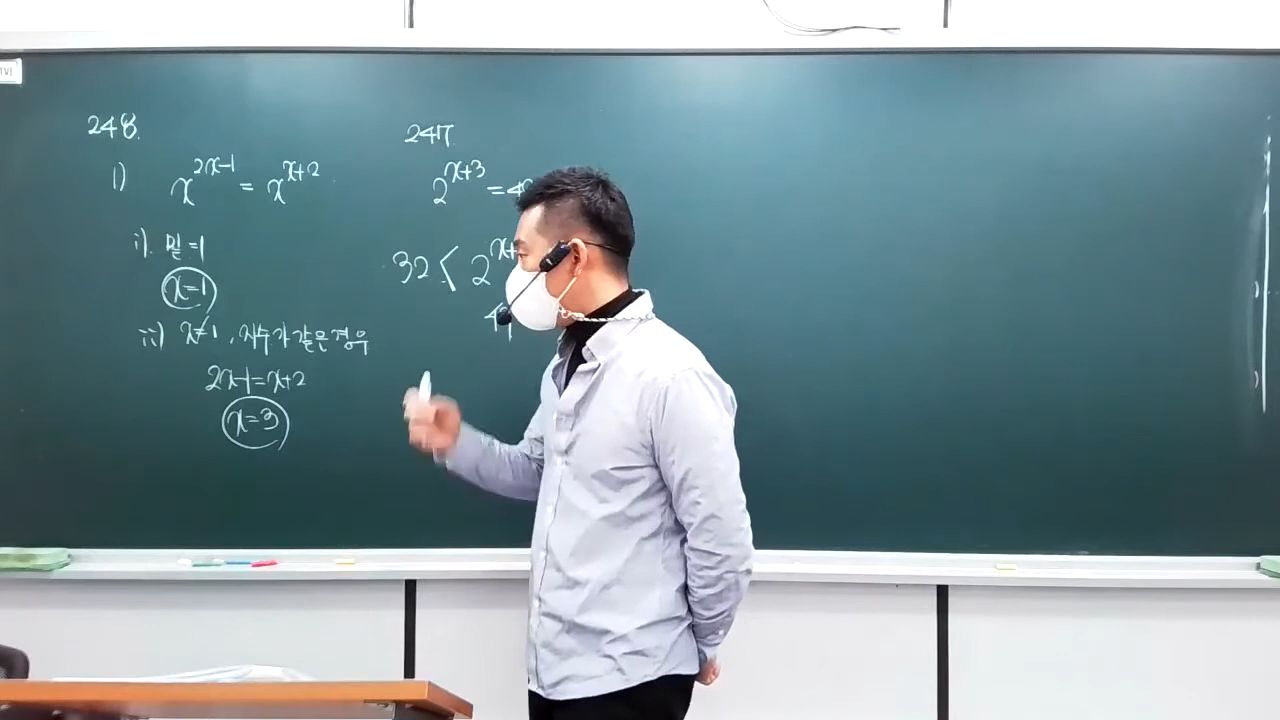 248.
1) x^{2x-1} = x^{x+2}
i). 밑=1
x=1
ii) x≠1, 지수가 같은 경우
2x-1=x+2
x=3
247.
2^{x+3} =
32 < 2^{x+